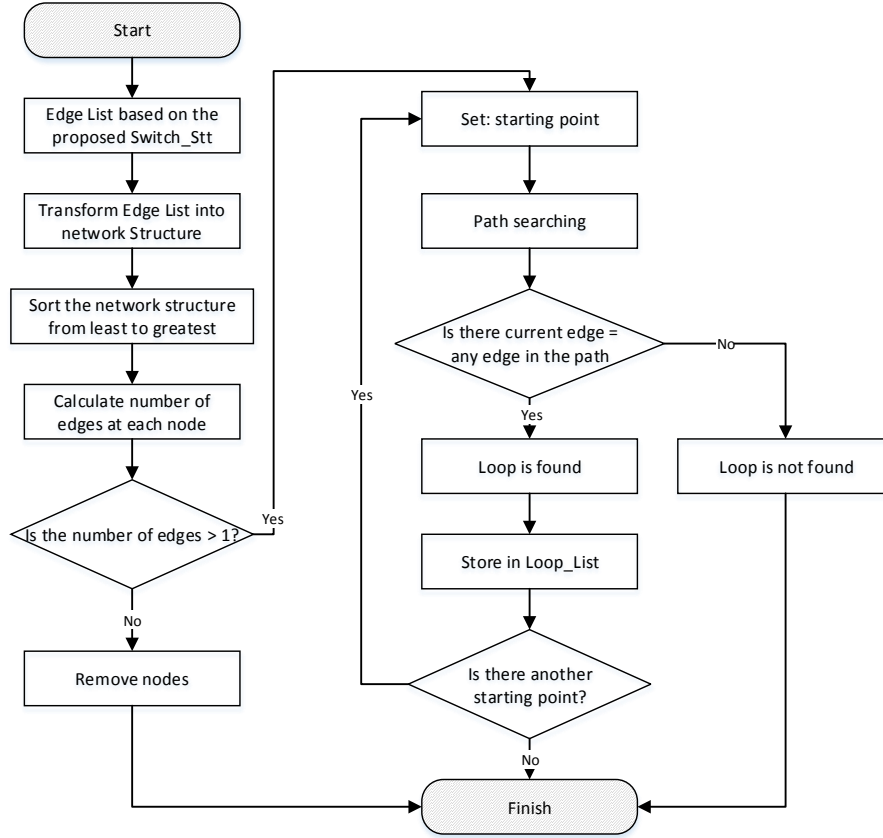 Start
Edge List based on the
proposed Switch_Stt
Transform Edge List into
network Structure
Sort the network structure
from least to greatest
Calculate number of
edges at each node
Is the number of edges > 1?
Yes
No
Remove nodes
Set: starting point
Path searching
Is there current edge =
any edge in the path
No
Yes
Yes
Loop is found
Loop is not found
Store in Loop_List
Is there another
starting point?
No
Finish